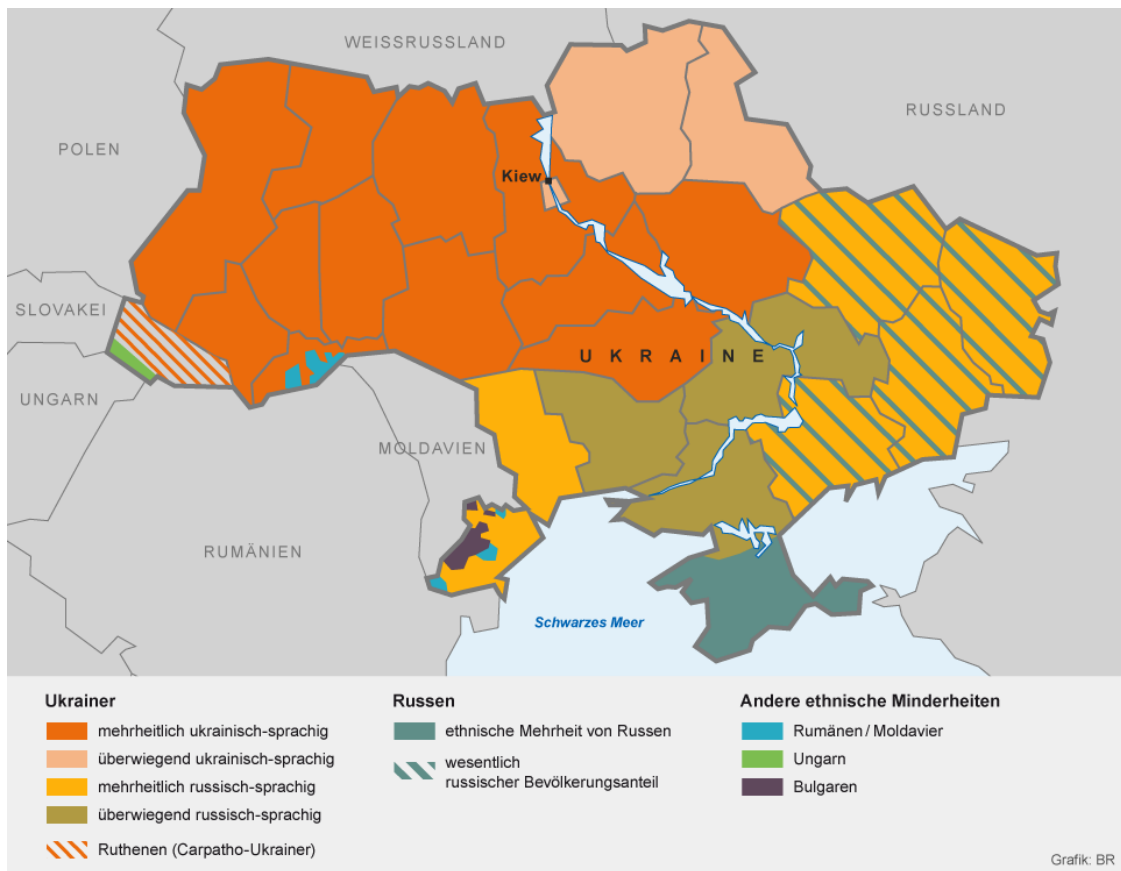 WEISSRUSSLAND
RUSSLAND
POLEN
Kiew
SLOVAKEI
UKRAINE
UNGARN
MOLDAVIEN
RUMÄNIEN
Schwarzes Meer
Ukrainer
mehrheitlich ukrainisch-sprachig
überwiegend ukrainisch-sprachig
mehrheitlich russisch-sprachig
überwiegend russisch-sprachig
Ruthenen (Carpatho-Ukrainer)
Russen
ethnische Mehrheit von Russen
wesentlich
russischer Bevölkerungsanteil
Andere ethnische Minderheiten
Rumänen / Moldavier
Ungarn
Bulgaren
Grafik: BR